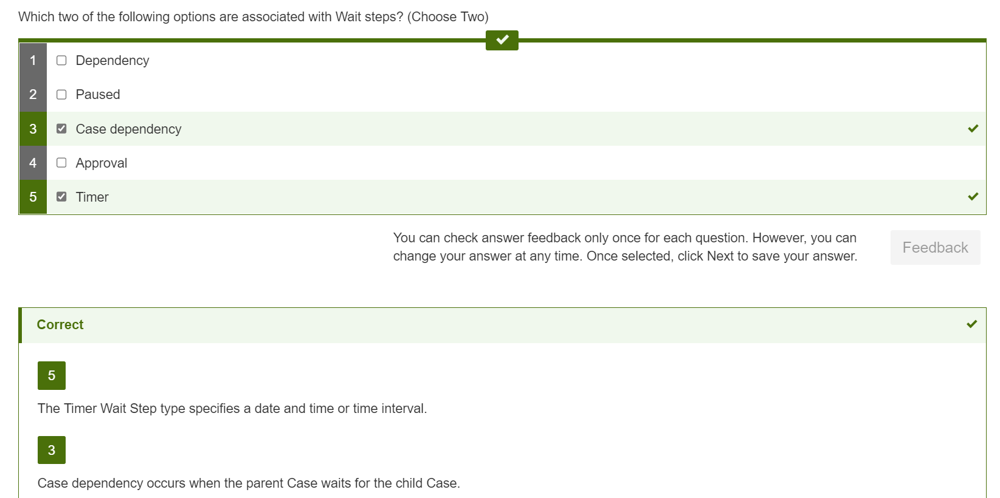 Which two of the following options are associated with Wait steps? (Choose Two)
1 Dependency
2 Paused
3 Case dependency
4 Approval
5 Timer
You can check answer feedback only once for each question. However, you can
change your answer at any time. Once selected, click Next to save your answer.
Feedback
Correct
5
The Timer Wait Step type specifies a date and time or time interval.
3
Case dependency occurs when the parent Case waits for the child Case.